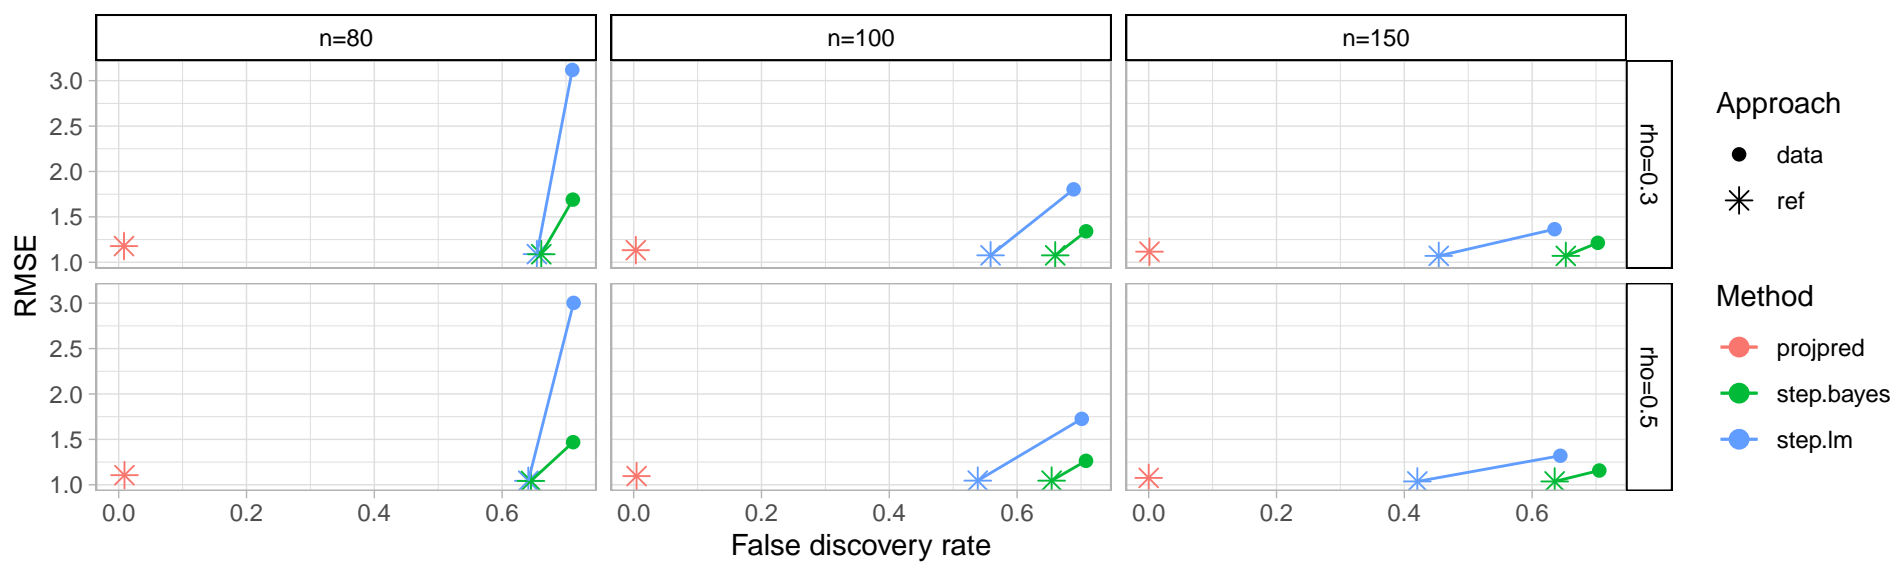 n=80
n=100
n=150
3.0
2.5
2.0
1.5
1.0
rho=0.3
3.0
2.5
2.0
1.5
1.0
rho=0.5
RMSE
0.0 0.2 0.4 0.6
0.0 0.2 0.4 0.6
0.0 0.2 0.4 0.6
False discovery rate
Approach
data
ref
Method
projpred
step.bayes
step.lm